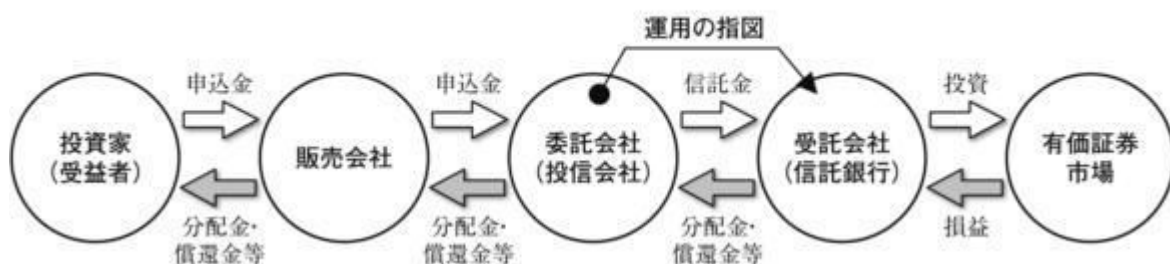 運用の指図
申込金
申込金
信託金
投資
投資家
(受益者)
販売会社
委託会社
(投信会社)
受託会社
(信託銀行)
有価証券
市場
分配金・
償還金等
分配金・
償還金等
分配金・
償還金等
損益